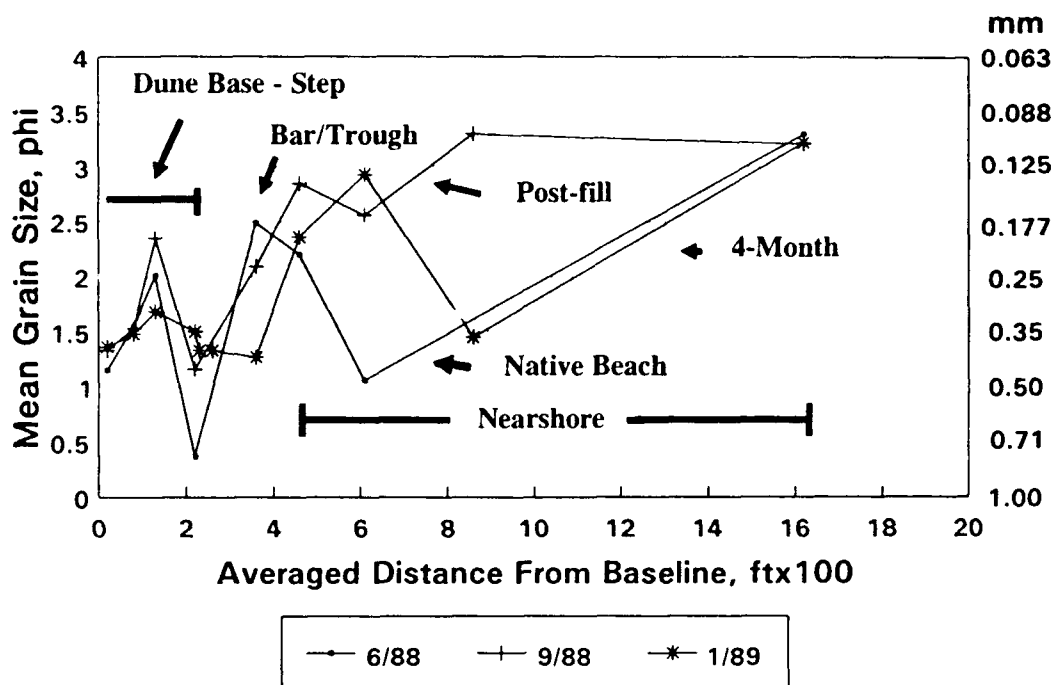 mm
4
0.063
Dune Base - Step
3.5
0.088
Bar/Trough
3
0.125
Post-fill
2.5
0.177
4-Month
2
0.25
1.5
0.35
Native Beach
1
0.50
Nearshore
0.5
0.71
0
1.00
Mean Grain Size, phi
0 2 4 6 8 10 12 14 16 18 20
Averaged Distance From Baseline, ftx100
6/88 9/88 1/89